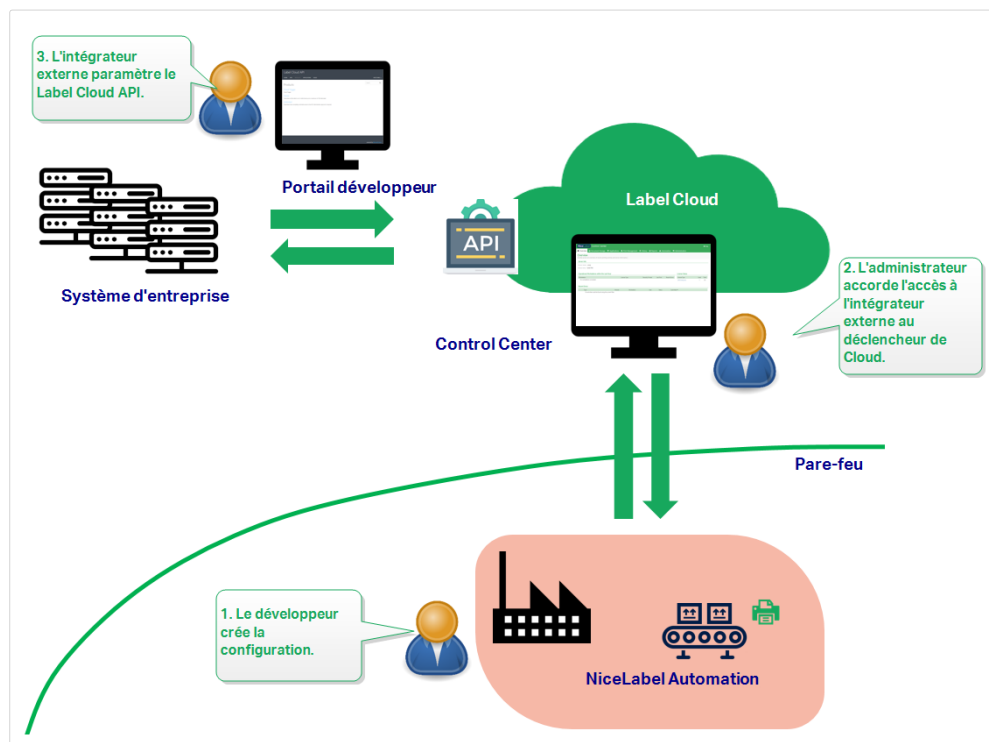 3. L'intégrateur
externe paramètre le
Label Cloud API.
Portail développeur
Label Cloud
API
Système d'entreprise
2. L'administrateur
accorde l'accès à
l'intégrateur
externe au
déclencheur de
Cloud.
Control Center
Pare-feu
1. Le développeur
crée la
configuration.
NiceLabel Automation